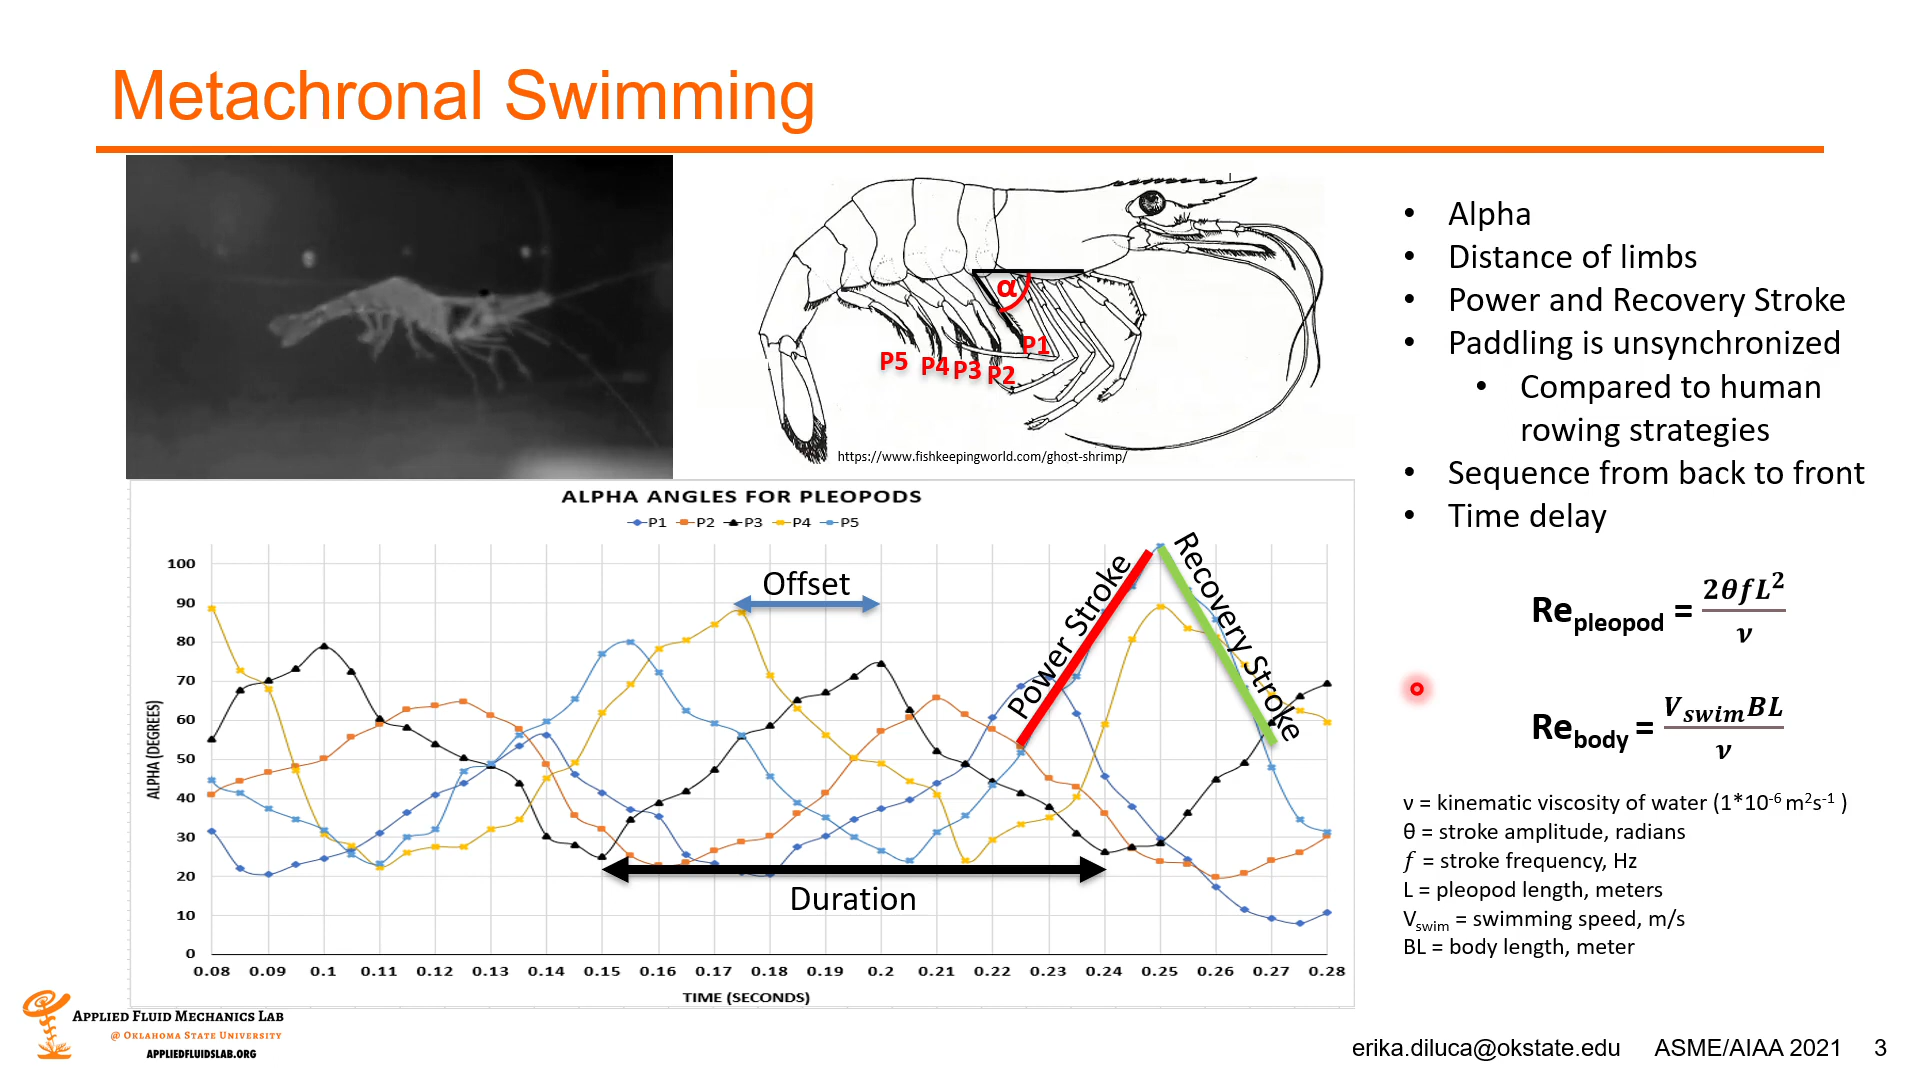 Metachronal Swimming
α
P5 P4 P3 P2 P1
https://www.fishkeepingworld.com/ghost-shrimp/
• Alpha
• Distance of limbs
• Power and Recovery Stroke
• Paddling is unsynchronized
• Compared to human
rowing strategies
• Sequence from back to front
• Time delay
ALPHA ANGLES FOR PLEOPODS
P1 P2 P3 P4 P5
Offset
Power Stroke
Recovery Stroke
Duration
ALPHA (DEGREES)
100
90
80
70
60
50
40
30
20
10
0
0.08 0.09 0.1 0.11 0.12 0.13 0.14 0.15 0.16 0.17 0.18 0.19 0.2 0.21 0.22 0.23 0.24 0.25 0.26 0.27 0.28
TIME (SECONDS)
Re_pleopod = 2θfL²/ν
Re_body = V_swim BL/ν
ν = kinematic viscosity of water (1*10⁻⁶ m²s⁻¹ )
θ = stroke amplitude, radians
f = stroke frequency, Hz
L = pleopod length, meters
V_swim = swimming speed, m/s
BL = body length, meter
APPLIED FLUID MECHANICS LAB
@ OKLAHOMA STATE UNIVERSITY
APPLIEDFLUIDSLAB.ORG
erika.diluca@okstate.edu ASME/AIAA 2021 3